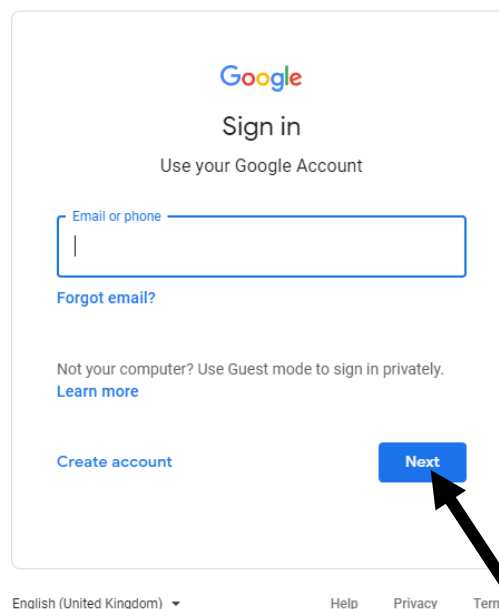 Google
Sign in
Use your Google Account
Email or phone
Forgot email?
Not your computer? Use Guest mode to sign in privately.
Learn more
Create account Next
English (United Kingdom) Help Privacy